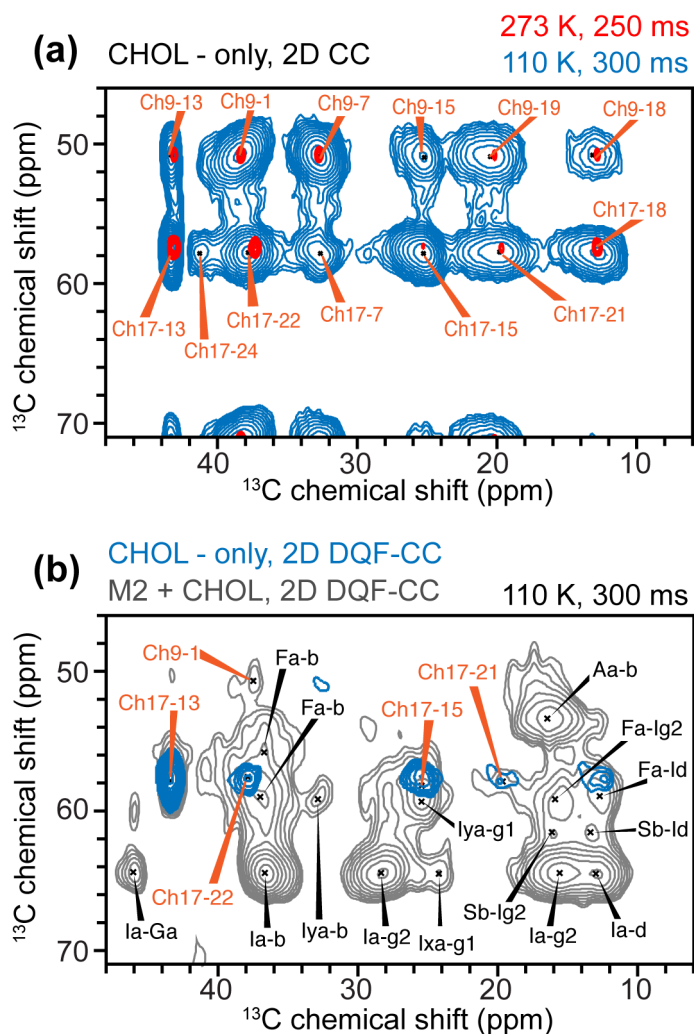 (a) CHOL - only, 2D CC
273 K, 250 ms
110 K, 300 ms
Ch9-13 Ch9-1 Ch9-7 Ch9-15 Ch9-19 Ch9-18
50
60
70
Ch17-18
Ch17-13 Ch17-24 Ch17-22 Ch17-7 Ch17-15 Ch17-21
40 30 20 10
¹³C chemical shift (ppm)
¹³C chemical shift (ppm)
(b) CHOL - only, 2D DQF-CC
M2 + CHOL, 2D DQF-CC
110 K, 300 ms
50
60
70
Ch9-1
Ch17-13
Fa-b
Fa-b
Ch17-21
Ch17-15
Aa-b
Fa-Ig2
Fa-Id
Sb-Id
Iya-g1
Ch17-22
Ia-Ga Ia-b Iya-b Ia-g2 Ixa-g1 Sb-Ig2 Ia-g2 Ia-d
40 30 20 10
¹³C chemical shift (ppm)
¹³C chemical shift (ppm)